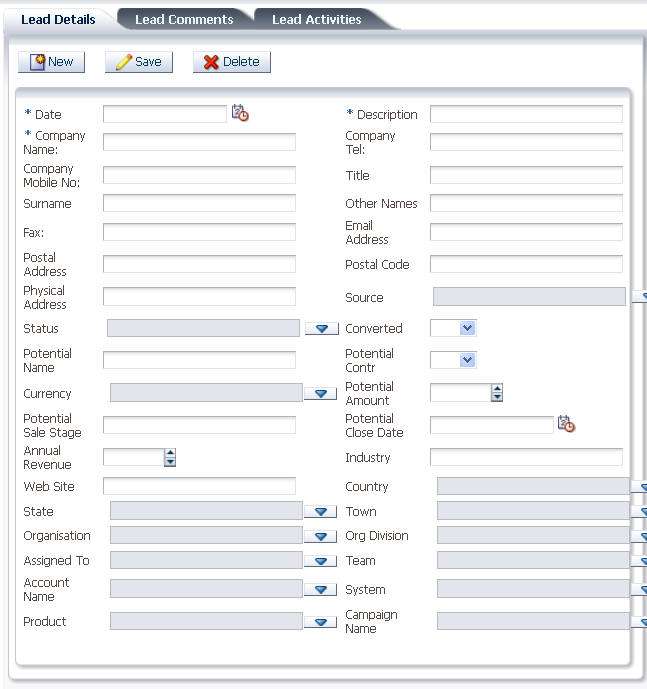 Lead Details Lead Comments Lead Activities
New Save Delete
* Date * Description
* Company
Name:
Company
Tel:
Company
Mobile No:
Title
Surname Other Names
Fax:
Email
Address
Postal
Address
Postal Code
Physical
Address
Source
Status Converted
Potential
Name
Potential
Contr
Currency
Potential
Amount
Potential
Sale Stage
Potential
Close Date
Annual
Revenue
Industry
Web Site Country
State Town
Organisation Org Division
Assigned To Team
Account
Name
System
Product
Campaign
Name